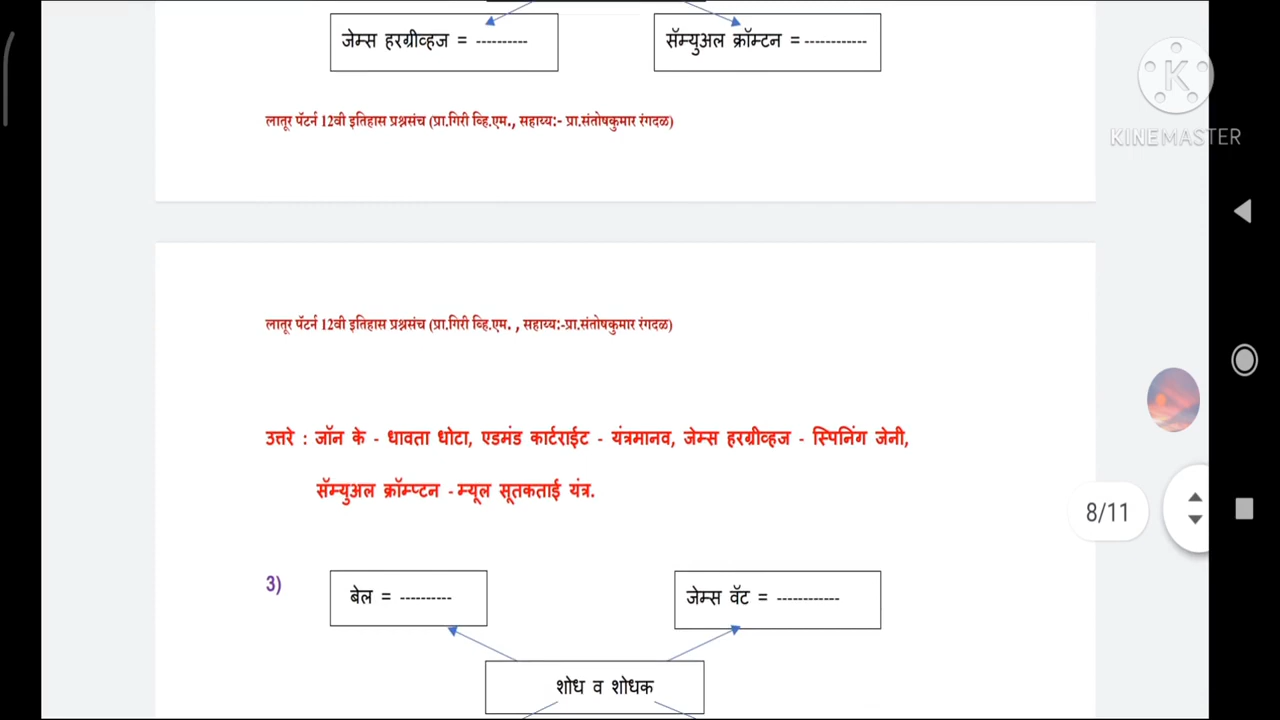 जेम्स हरग्रीव्हज = ----------
सॅम्युअल क्रॉम्टन = ------------
लातूर पॅटर्न 12वी इतिहास प्रश्नसंच (प्रा.गिरी व्हि.एम., सहाय्य:- प्रा.संतोषकुमार रंगदळ)
KINEMASTER
लातूर पॅटर्न 12वी इतिहास प्रश्नसंच (प्रा.गिरी व्हि.एम. , सहाय्य:-प्रा.संतोषकुमार रंगदळ)
उत्तरे : जॉन के - धावता धोटा, एडमंड कार्टराईट - यंत्रमानव, जेम्स हरग्रीव्हज - स्पिनिंग जेनी,
सॅम्युअल क्रॉम्प्टन - म्यूल सूतकताई यंत्र.
8/11
3)
बेल = ----------
जेम्स वॅट = ------------
शोध व शोधक